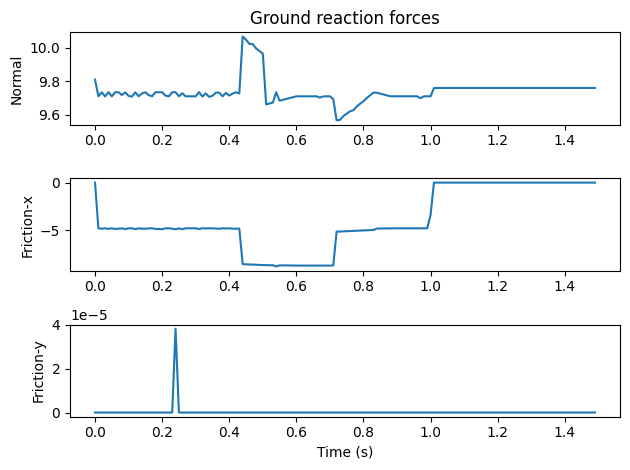 Ground reaction forces
Normal
10.0
9.8
9.6
0.0 0.2 0.4 0.6 0.8 1.0 1.2 1.4
Friction-x
0
−5
0.0 0.2 0.4 0.6 0.8 1.0 1.2 1.4
1e−5
Friction-y
4
2
0
0.0 0.2 0.4 0.6 0.8 1.0 1.2 1.4
Time (s)